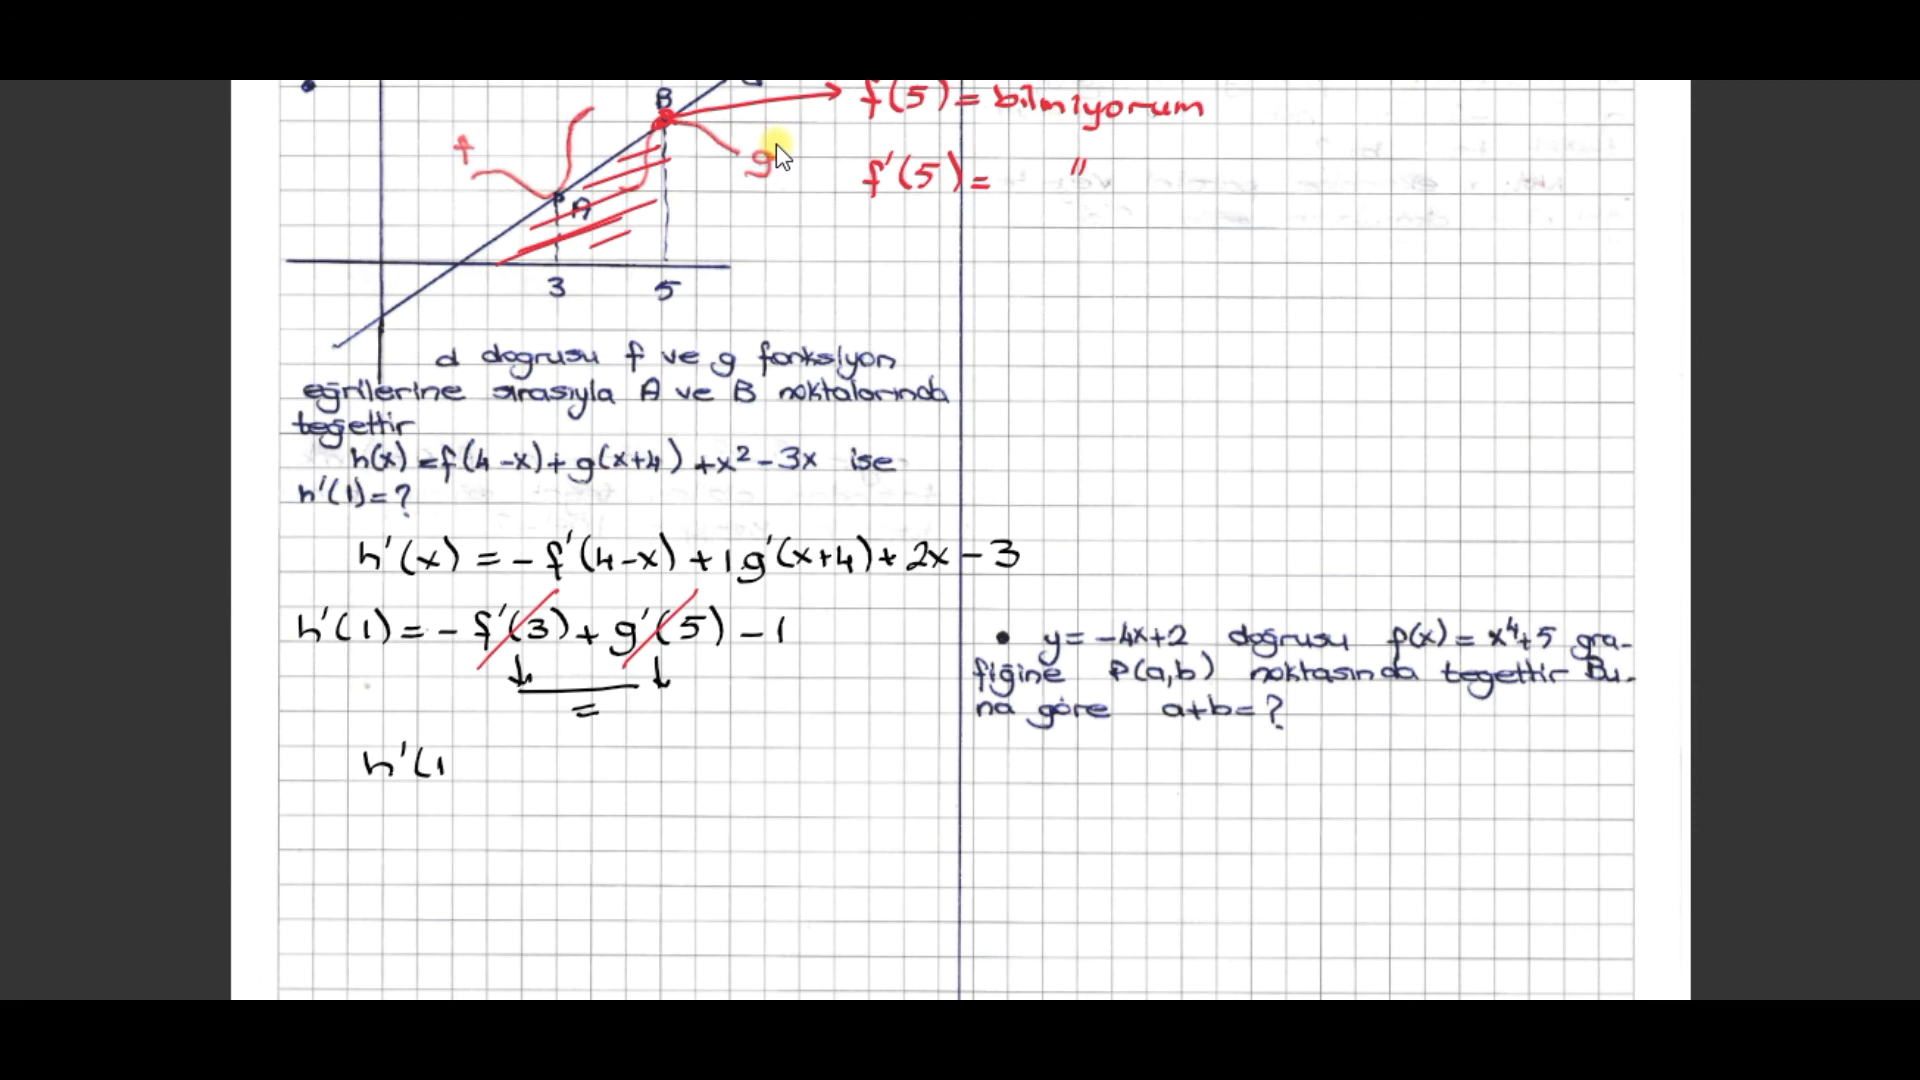 B
f(5) = bilmiyorum
f
g
f'(5) = "
A
3 5
d doğrusu f ve g fonksiyon
eğrilerine sırasıyla A ve B noktalarında
teğettir
h(x) = f(4-x) + g(x+4) + x² - 3x ise
h'(1) = ?
h'(x) = - f'(4-x) + 1 g'(x+4) + 2x - 3
h'(1) = - f'(3) + g'(5) - 1
=
h'(1
• y = -4x+2 doğrusu f(x) = x⁴+5 gra-
fiğine P(a,b) noktasında teğettir Bu-
na göre a+b = ?